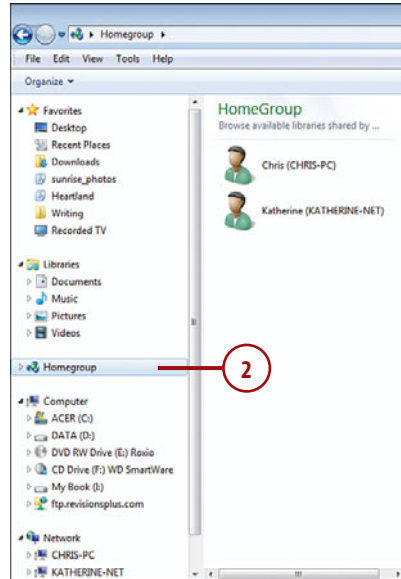 Homegroup
File Edit View Tools Help
Organize
Favorites
Desktop
Recent Places
Downloads
sunrise_photos
Heartland
Writing
Recorded TV
Libraries
Documents
Music
Pictures
Videos
Homegroup
2
Computer
ACER (C:)
DATA (D:)
DVD RW Drive (E:) Roxio
CD Drive (F:) WD SmartWare
My Book (I:)
ftp.revisionsplus.com
Network
CHRIS-PC
KATHERINE-NET
HomeGroup
Browse available libraries shared by ...
Chris (CHRIS-PC)
Katherine (KATHERINE-NET)